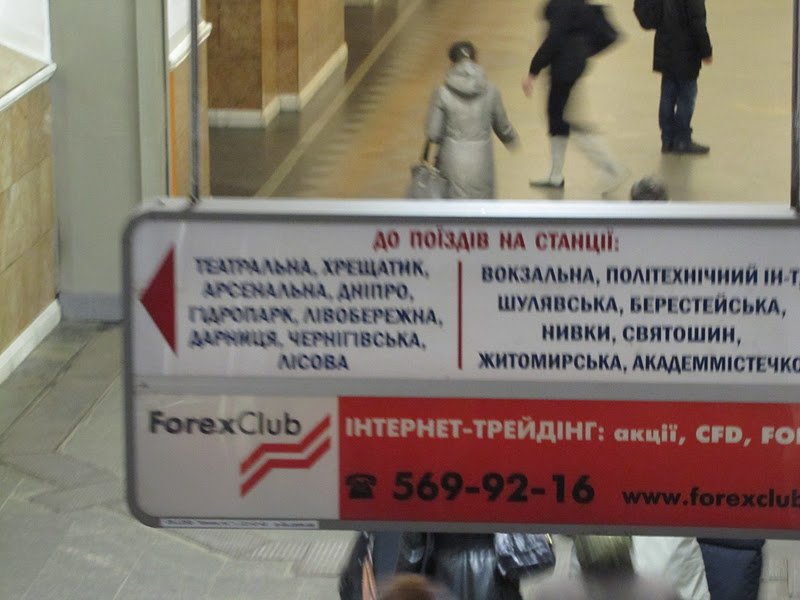 ДО ПОЇЗДІВ НА СТАНЦІЇ:
ТЕАТРАЛЬНА, ХРЕЩАТИК,
АРСЕНАЛЬНА, ДНІПРО,
ГІДРОПАРК, ЛІВОБЕРЕЖНА,
ДАРНИЦЯ, ЧЕРНІГІВСЬКА,
ЛІСОВА
ВОКЗАЛЬНА, ПОЛІТЕХНІЧНИЙ ІН-Т,
ШУЛЯВСЬКА, БЕРЕСТЕЙСЬКА,
НИВКИ, СВЯТОШИН,
ЖИТОМИРСЬКА, АКАДЕММІСТЕЧКО
ForexClub
ІНТЕРНЕТ-ТРЕЙДІНГ: акції, CFD, FO
☎ 569-92-16 www.forexclub